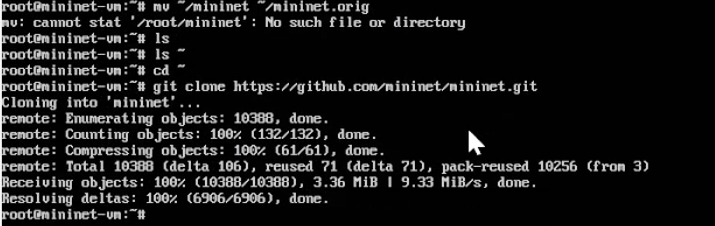 root@mininet-vm:~# mv ~/mininet ~/mininet.orig
mv: cannot stat '/root/mininet': No such file or directory
root@mininet-vm:~# ls
root@mininet-vm:~# ls ~
root@mininet-vm:~# cd ~
root@mininet-vm:~# git clone https://github.com/mininet/mininet.git
Cloning into 'mininet'...
remote: Enumerating objects: 10388, done.
remote: Counting objects: 100% (132/132), done.
remote: Compressing objects: 100% (61/61), done.
remote: Total 10388 (delta 106), reused 71 (delta 71), pack-reused 10256 (from 3)
Receiving objects: 100% (10388/10388), 3.36 MiB | 9.33 MiB/s, done.
Resolving deltas: 100% (6906/6906), done.
root@mininet-vm:~#